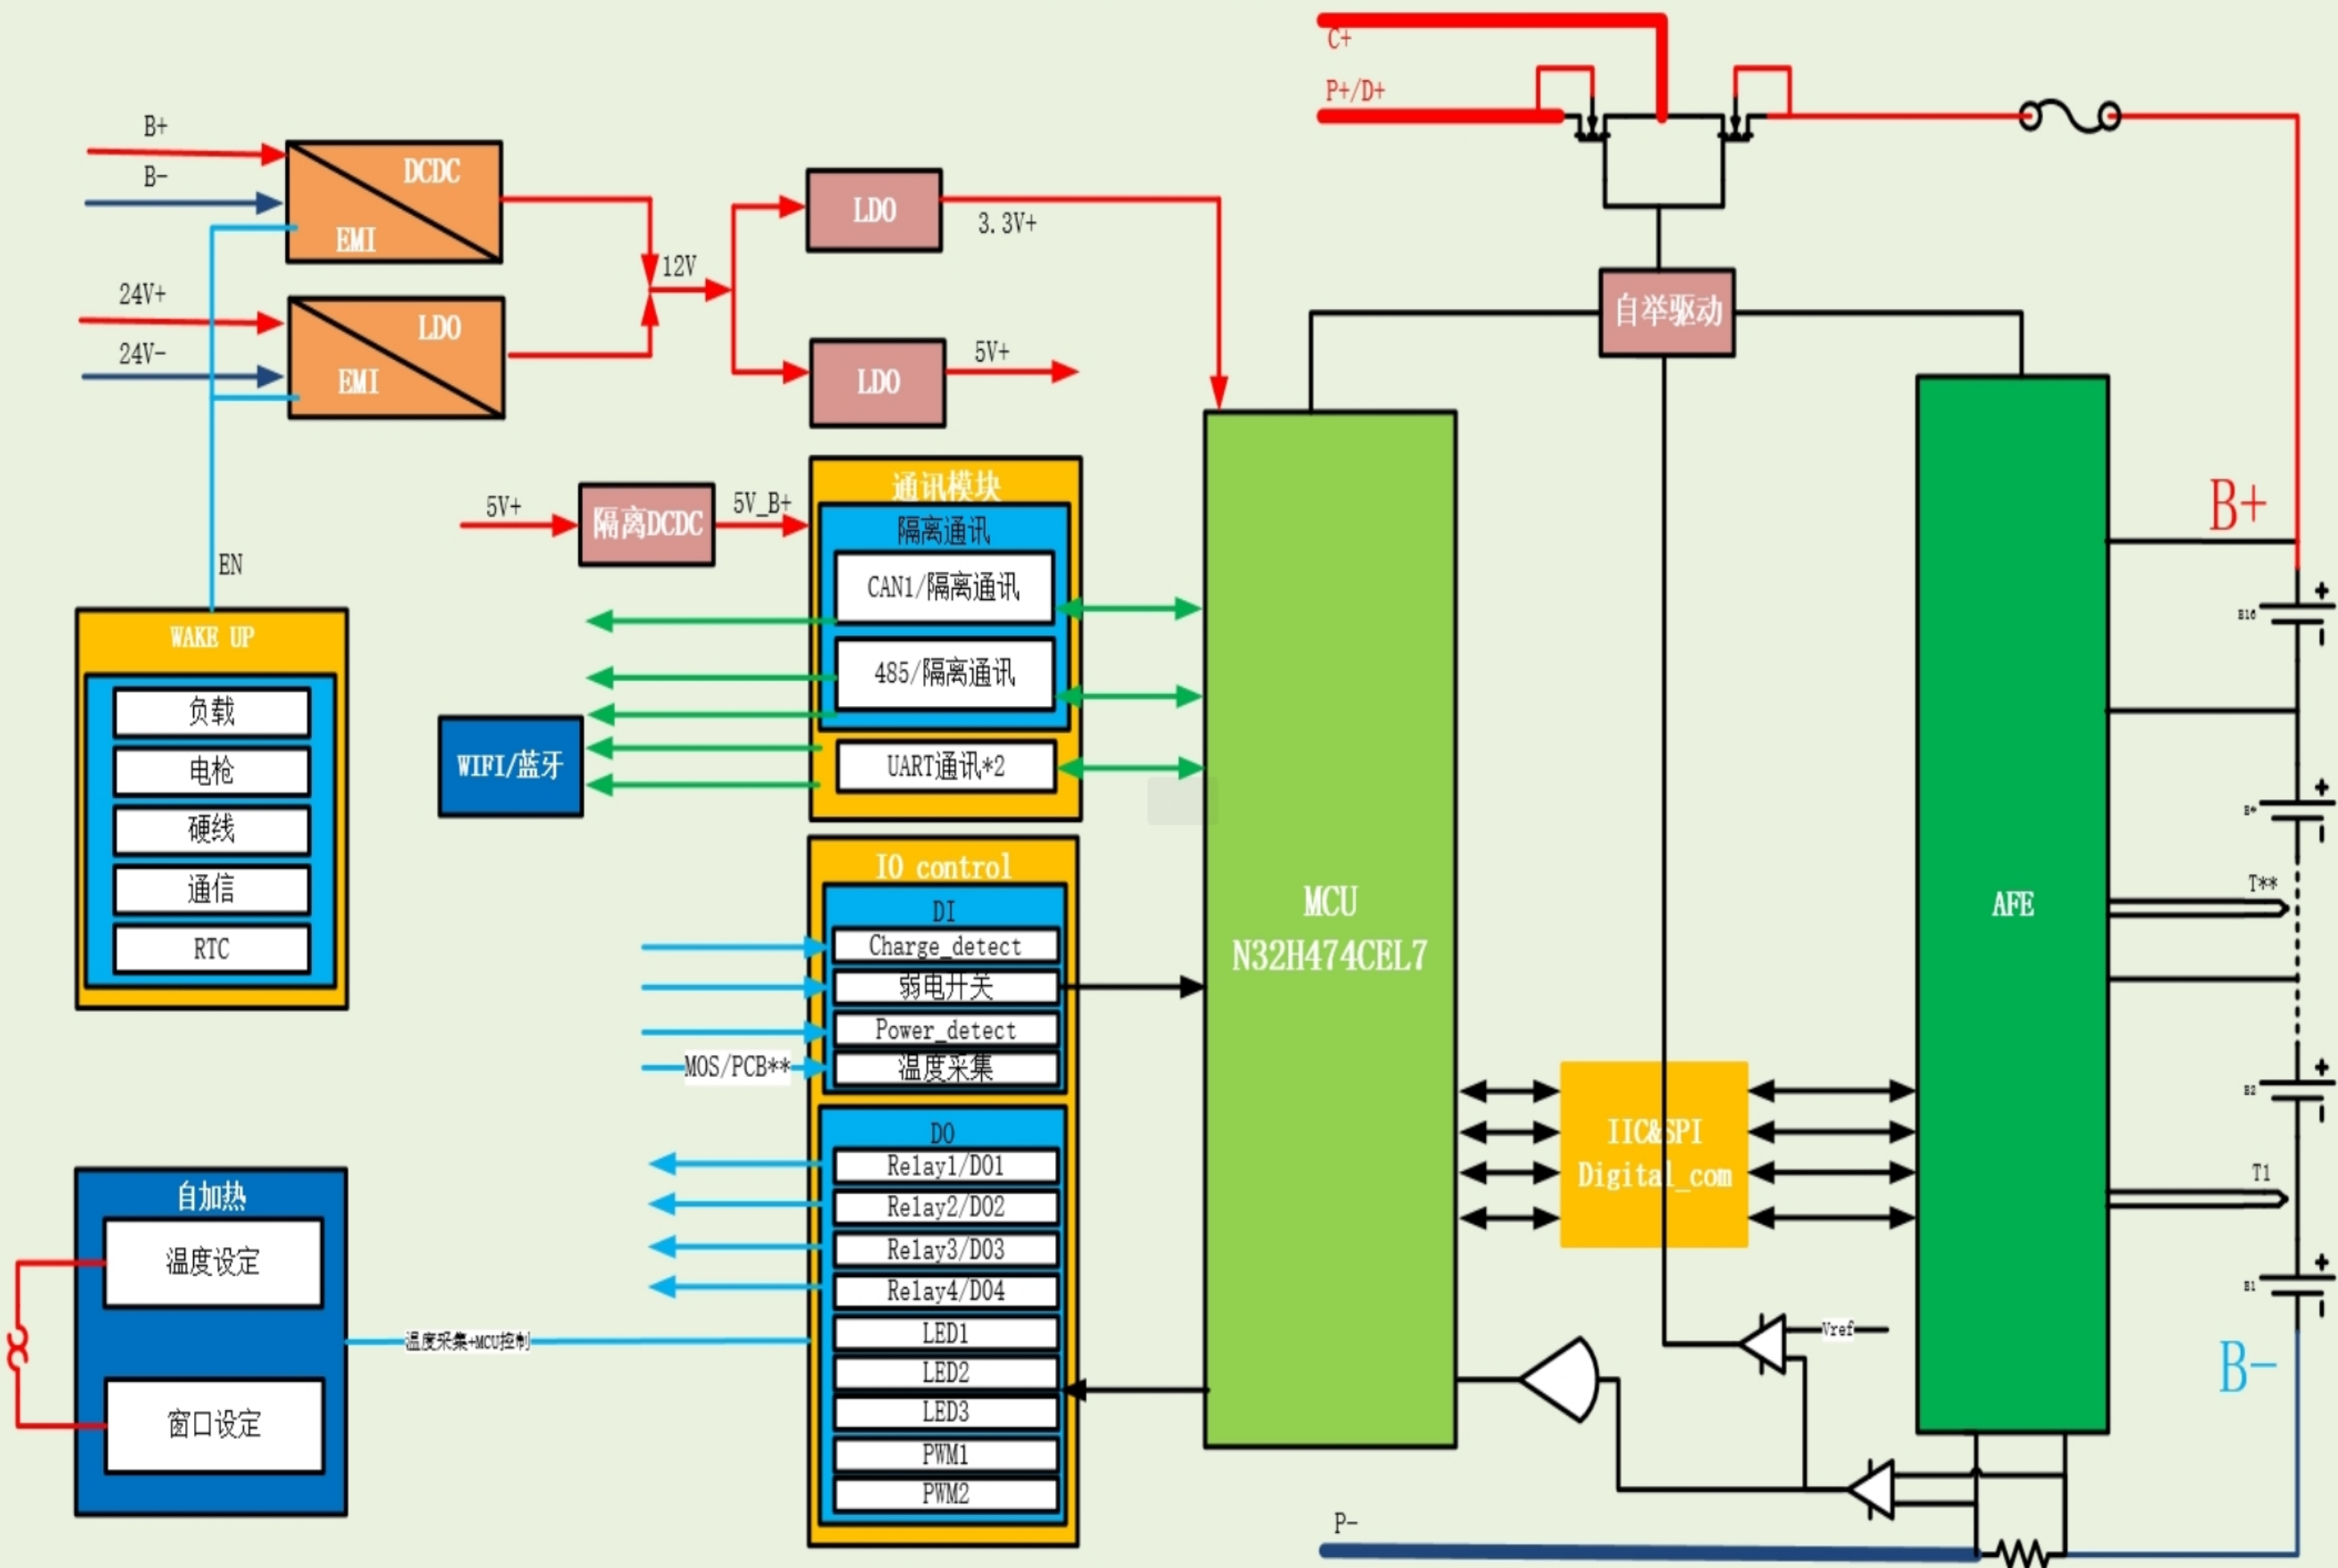 C+
P+/D+
B+
B-
DCDC
EMI
24V+
24V-
LDO
EMI
12V
LDO
3.3V+
LDO
5V+
自举驱动
EN
WAKE UP
负载
电枪
硬线
通信
RTC
5V+
隔离DCDC
5V_B+
通讯模块
隔离通讯
CAN1/隔离通讯
485/隔离通讯
UART通讯*2
WIFI/蓝牙
IO control
DI
Charge_detect
弱电开关
Power_detect
MOS/PCB**
温度采集
DO
Relay1/DO1
Relay2/DO2
Relay3/DO3
Relay4/DO4
LED1
LED2
LED3
PWM1
PWM2
自加热
温度设定
窗口设定
温度采集+MCU控制
MCU
N32H474CEL7
IIC&SPI
Digital_com
AFE
B+
+
+
T**
+
T1
+
B-
Vref
P-